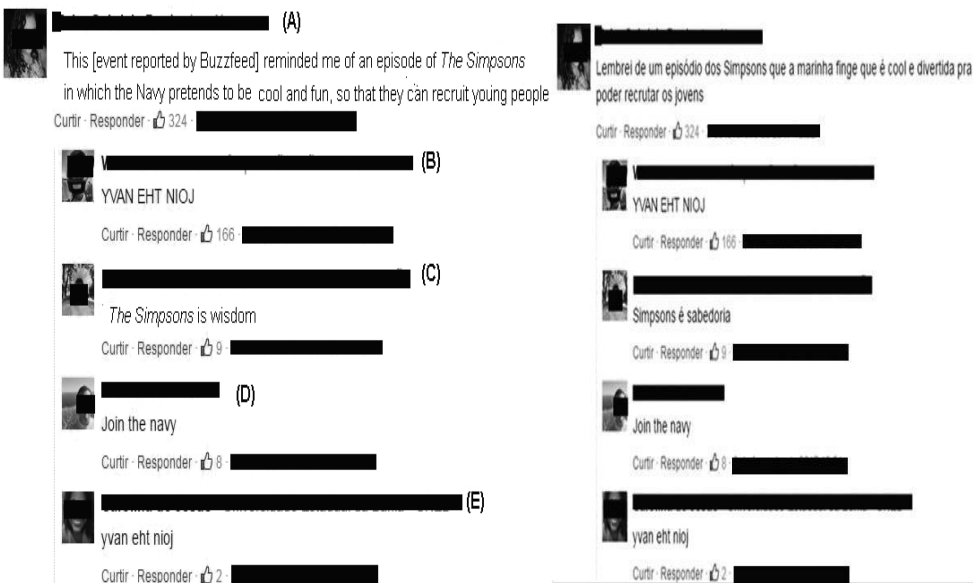 (A)
This [event reported by Buzzfeed] reminded me of an episode of The Simpsons
in which the Navy pretends to be cool and fun, so that they can recruit young people
Curtir · Responder · 324 ·
(B)
YVAN EHT NIOJ
Curtir · Responder · 166 ·
(C)
The Simpsons is wisdom
Curtir · Responder · 9 ·
(D)
Join the navy
Curtir · Responder · 8 ·
(E)
yvan eht nioj
Curtir · Responder · 2 ·
Lembrei de um episódio dos Simpsons que a marinha finge que é cool e divertida pra
poder recrutar os jovens
Curtir · Responder · 324 ·
YVAN EHT NIOJ
Curtir · Responder · 166 ·
Simpsons é sabedoria
Curtir · Responder · 9 ·
Join the navy
Curtir · Responder · 8 ·
yvan eht nioj
Curtir · Responder · 2 ·